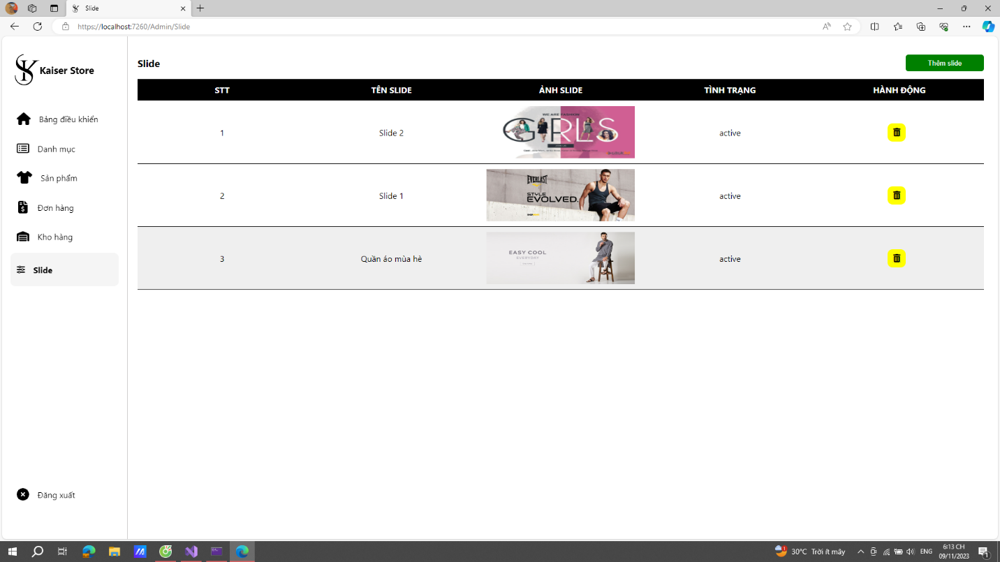 Slide
https://localhost:7260/Admin/Slide
Kaiser Store
Bảng điều khiển
Danh mục
Sản phẩm
Đơn hàng
Kho hàng
Slide
Đăng xuất
Slide
Thêm slide
STT TÊN SLIDE ẢNH SLIDE TÌNH TRẠNG HÀNH ĐỘNG
WE ARE FASHION
GIRLS
1 Slide 2 active
EVERLAST
STYLE
EVOLVED.
2 Slide 1 active
EASY COOL
EVERYDAY
3 Quần áo mùa hè active
30°C Trời ít mây
ENG
6:13 CH
09/11/2023